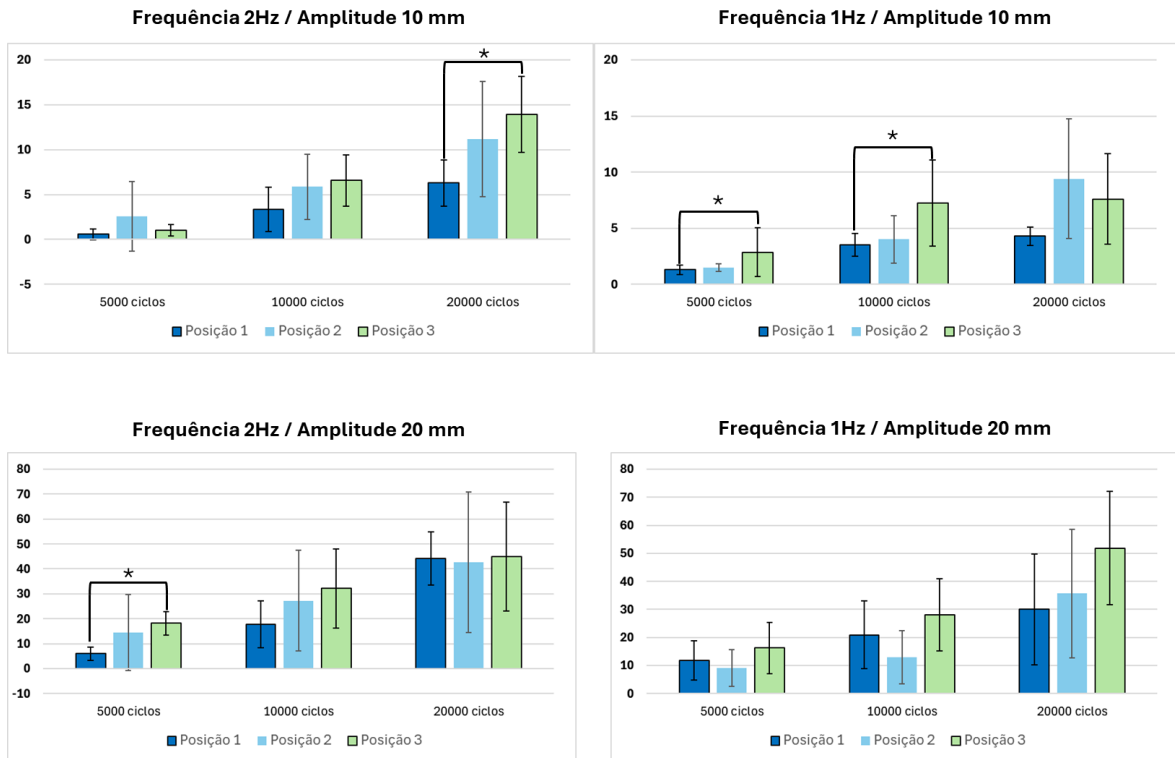 Frequência 2Hz / Amplitude 10 mm
20
15
10
5
0
-5
*
5000 ciclos 10000 ciclos 20000 ciclos
Posição 1 Posição 2 Posição 3
Frequência 1Hz / Amplitude 10 mm
20
15
10
5
0
*
*
5000 ciclos 10000 ciclos 20000 ciclos
Posição 1 Posição 2 Posição 3
Frequência 2Hz / Amplitude 20 mm
80
70
60
50
40
30
20
10
0
-10
*
5000 ciclos 10000 ciclos 20000 ciclos
Posição 1 Posição 2 Posição 3
Frequência 1Hz / Amplitude 20 mm
80
70
60
50
40
30
20
10
0
5000 ciclos 10000 ciclos 20000 ciclos
Posição 1 Posição 2 Posição 3